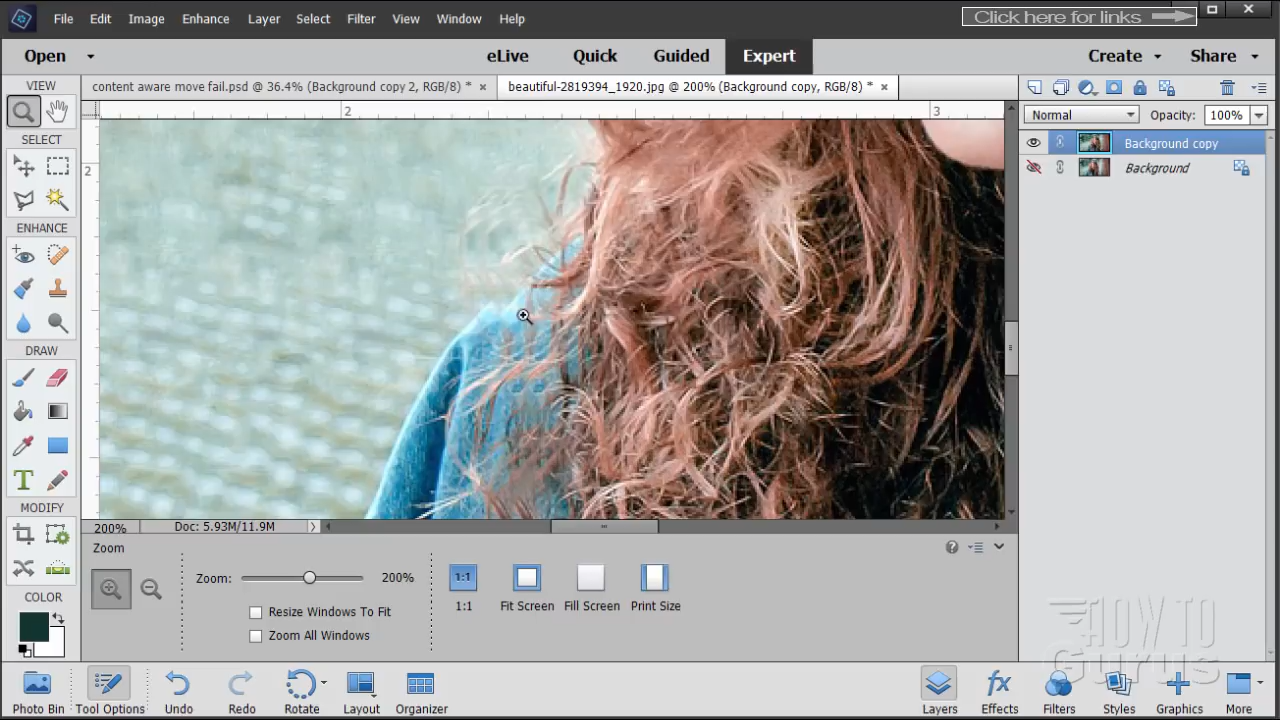 File Edit Image Enhance Layer Select Filter View Window Help
Click here for links
Open eLive Quick Guided Expert Create Share
VIEW
content aware move fail.psd @ 36.4% (Background copy 2, RGB/8) * ×
beautiful-2819394_1920.jpg @ 200% (Background copy, RGB/8) * ×
2 3
Normal Opacity: 100%
SELECT
Background copy
2
Background
ENHANCE
DRAW
MODIFY
200% Doc: 5.93M/11.9M
Zoom
Zoom: 200%
1:1
1:1 Fit Screen Fill Screen Print Size
Resize Windows To Fit
Zoom All Windows
COLOR
HOW TO
Gurus
T
Photo Bin Tool Options Undo Redo Rotate Layout Organizer
fx
Layers Effects Filters Styles Graphics More